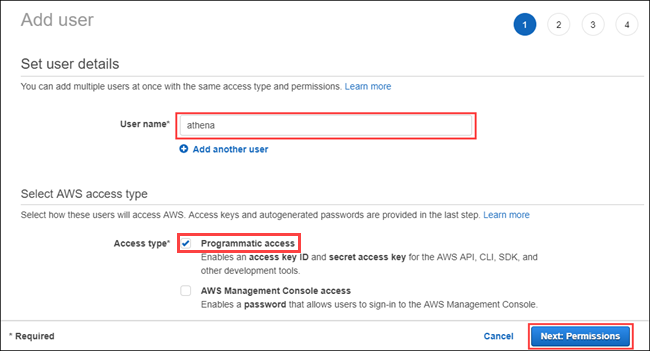 Add user
1 2 3 4
Set user details
You can add multiple users at once with the same access type and permissions. Learn more
User name* athena
Add another user
Select AWS access type
Select how these users will access AWS. Access keys and autogenerated passwords are provided in the last step. Learn more
Access type* Programmatic access
Enables an access key ID and secret access key for the AWS API, CLI, SDK, and
other development tools.
AWS Management Console access
Enables a password that allows users to sign-in to the AWS Management Console.
* Required Cancel Next: Permissions